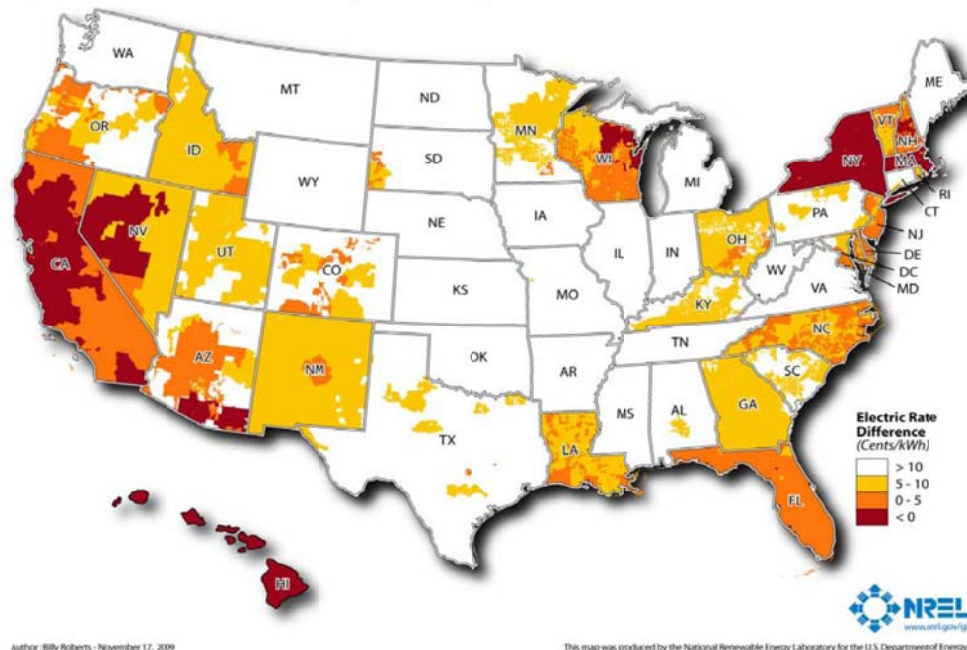 WA
ME
MT
ND
MN
VT
OR
ID
NH
SD
WI
NY
MA
WY
MI
RI
CT
IA
PA
NE
NV
NJ
OH
IL
IN
UT
DE
CO
DC
WV
CA
MD
VA
KS
MO
KY
NC
TN
AZ
OK
NM
AR
SC
MS
AL
GA
TX
LA
FL
HI
Electric Rate
Difference
(Cents/kWh)
> 10
5 - 10
0 - 5
< 0
NREL
Author : Billy Roberts - November 17, 2009
This map was produced by the National Renewable Energy Laboratory for the U.S. Department of Energy